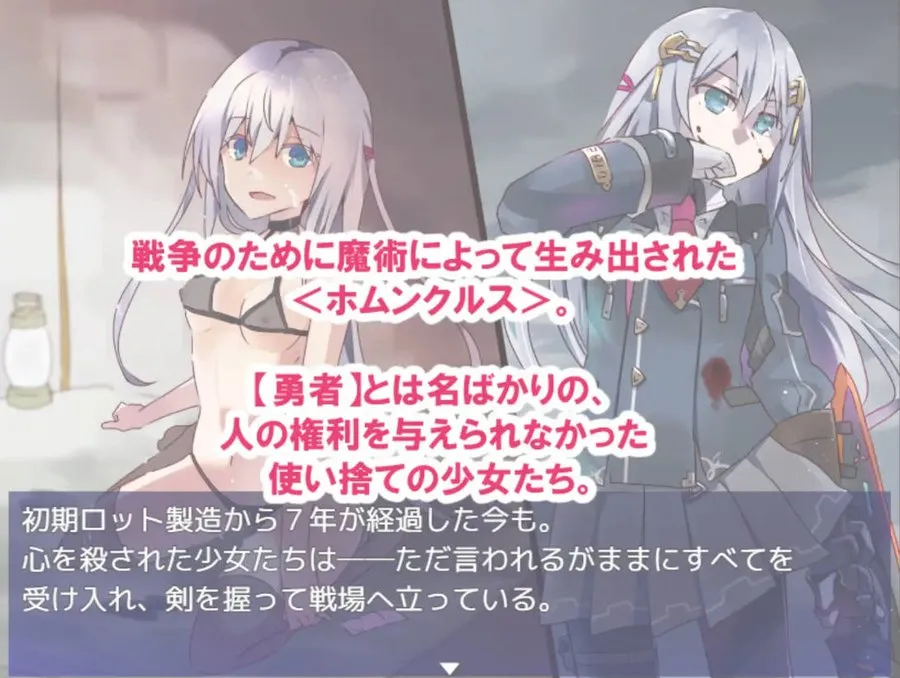 戦争のために魔術によって生み出された
＜ホムンクルス＞。
【勇者】とは名ばかりの、
人の権利を与えられなかった
使い捨ての少女たち。
初期ロット製造から７年が経過した今も。
心を殺された少女たちは――ただ言われるがままにすべてを
受け入れ、剣を握って戦場へ立っている。